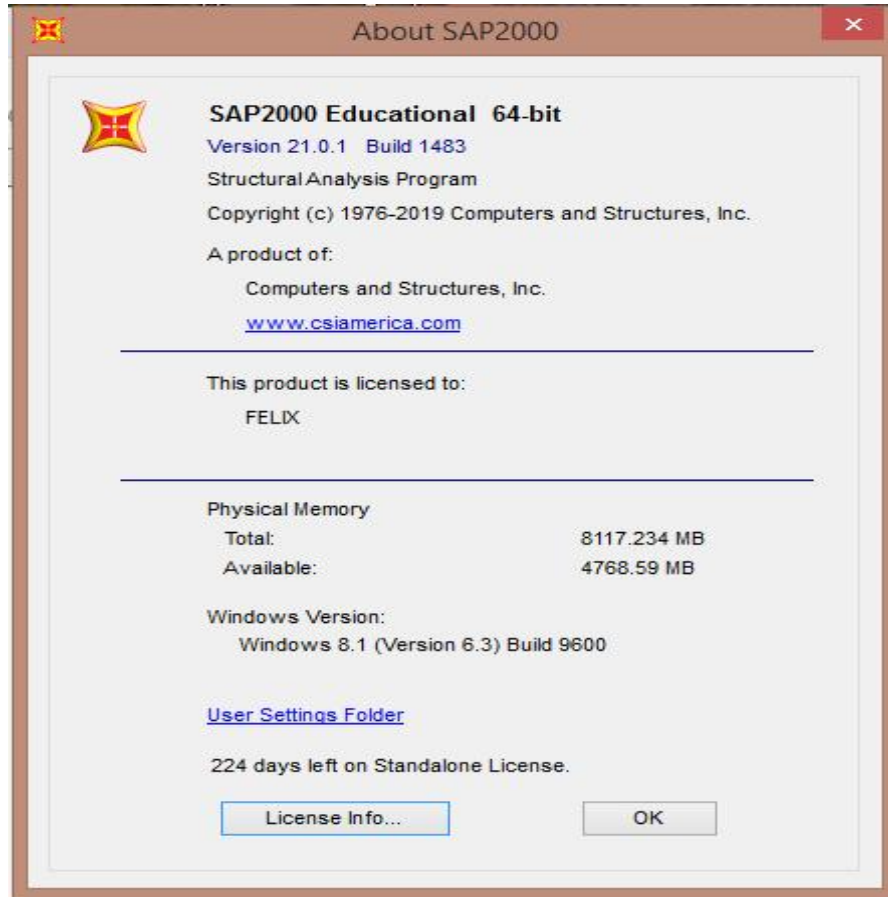 About SAP2000
SAP2000 Educational 64-bit
Version 21.0.1 Build 1483
Structural Analysis Program
Copyright (c) 1976-2019 Computers and Structures, Inc.
A product of:
Computers and Structures, Inc.
www.csiamerica.com
This product is licensed to:
FELIX
Physical Memory
Total: 8117.234 MB
Available: 4768.59 MB
Windows Version:
Windows 8.1 (Version 6.3) Build 9600
User Settings Folder
224 days left on Standalone License.
License Info... OK